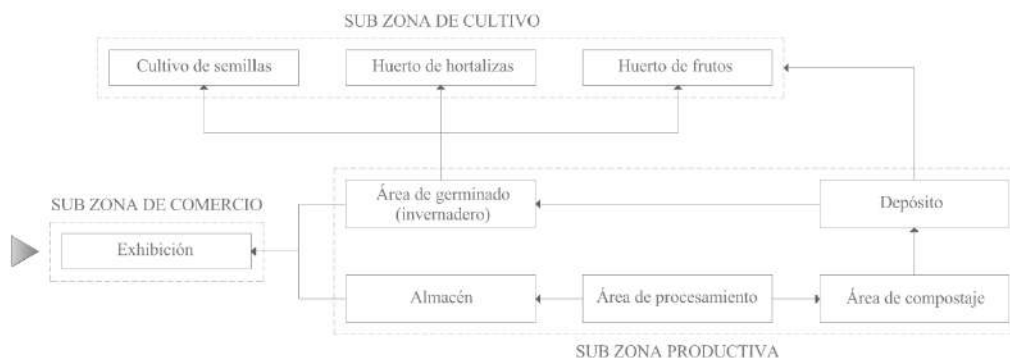 SUB ZONA DE CULTIVO
Cultivo de semillas
Huerto de hortalizas
Huerto de frutos
SUB ZONA DE COMERCIO
Exhibición
Área de germinado
(invernadero)
Depósito
Almacén
Área de procesamiento
Área de compostaje
SUB ZONA PRODUCTIVA